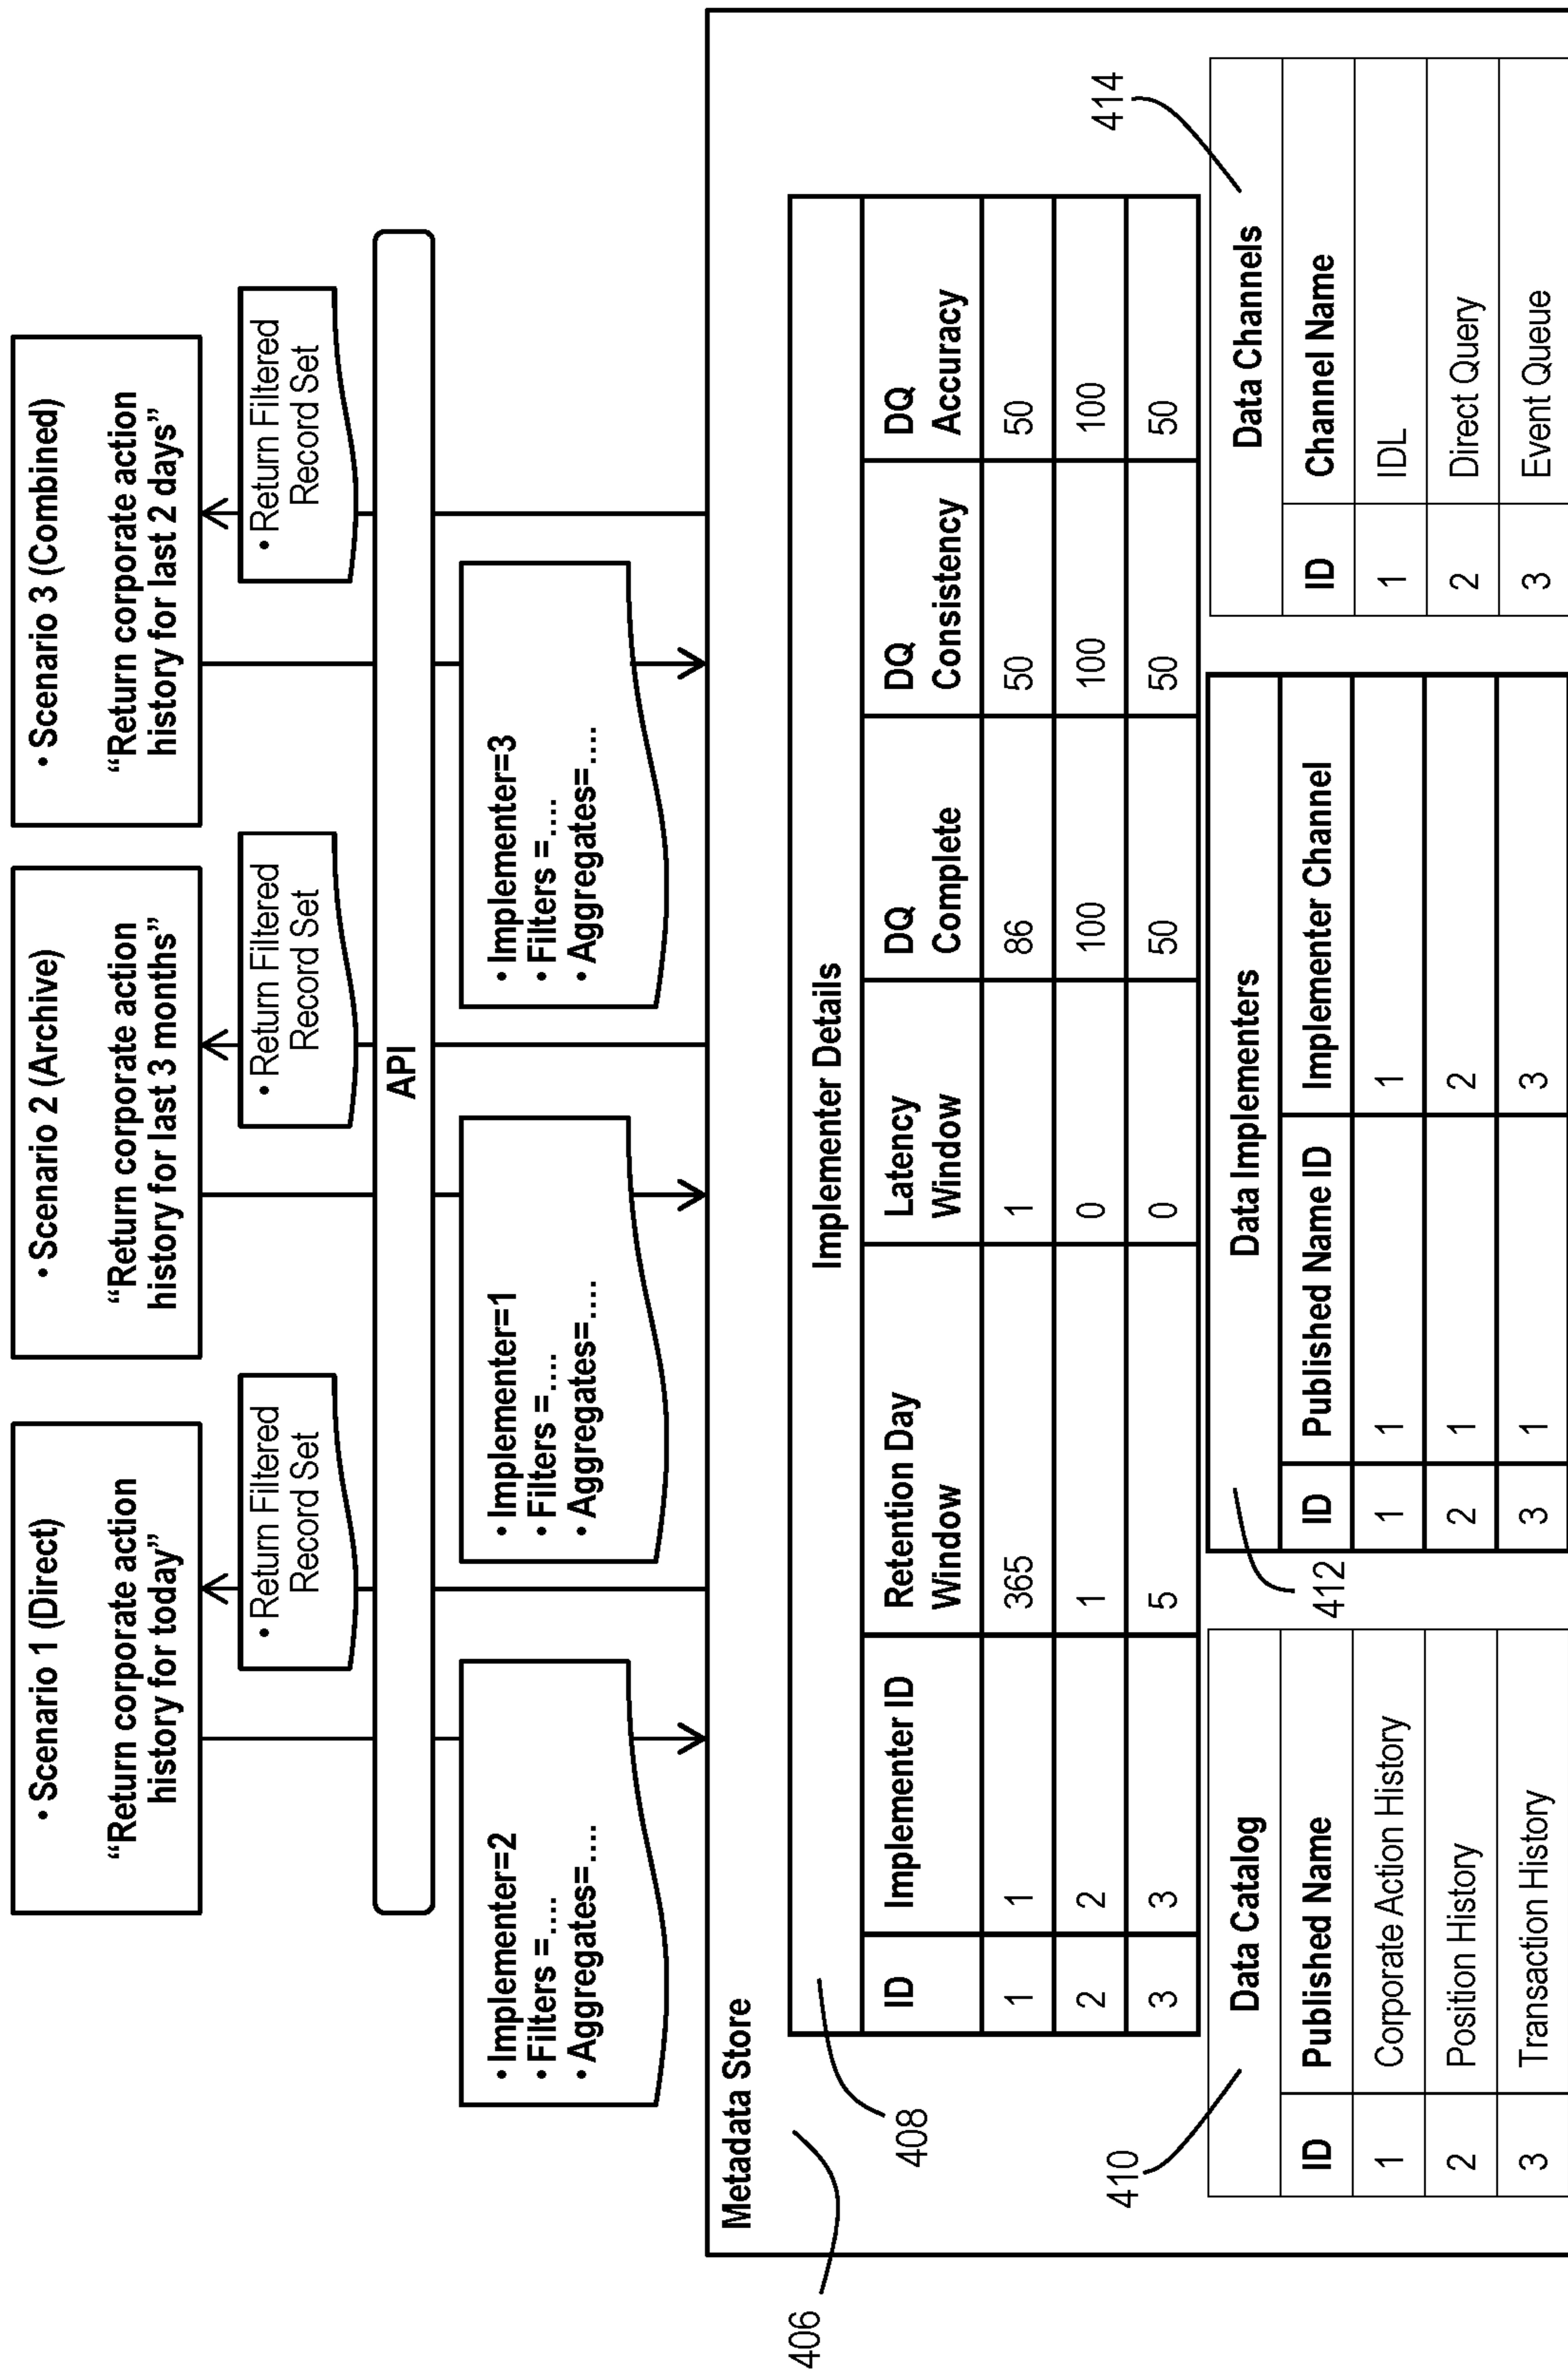 • Scenario 1 (Direct)
“Return corporate action
history for today”
• Scenario 2 (Archive)
“Return corporate action
history for last 3 months”
• Scenario 3 (Combined)
“Return corporate action
history for last 2 days”
• Return Filtered
Record Set
• Return Filtered
Record Set
• Return Filtered
Record Set
API
• Implementer=2
• Filters =....
• Aggregates=....
• Implementer=1
• Filters =....
• Aggregates=....
• Implementer=3
• Filters =....
• Aggregates=....
Metadata Store
406
408
Implementer Details
ID Implementer ID Retention Day Window Latency Window DQ Complete DQ Consistency DQ Accuracy
1 1 365 1 86 50 50
2 2 1 0 100 100 100
3 3 5 0 50 50 50
410
Data Catalog
ID Published Name
1 Corporate Action History
2 Position History
3 Transaction History
412
Data Implementers
ID Published Name ID Implementer Channel
1 1 1
2 1 2
3 1 3
414
Data Channels
ID Channel Name
1 IDL
2 Direct Query
3 Event Queue